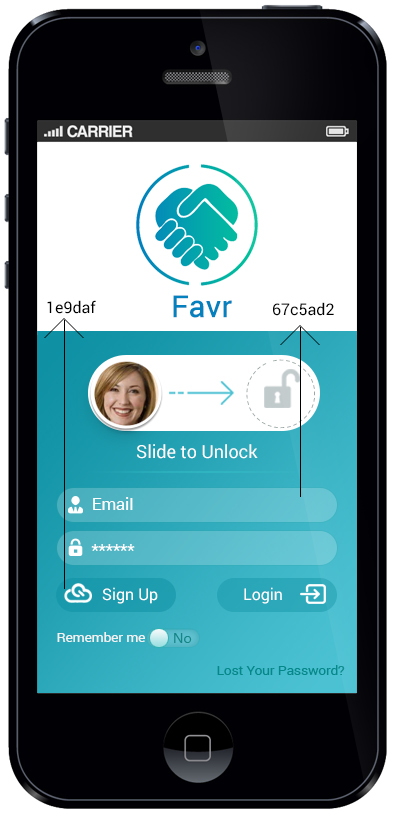 CARRIER
Favr
1e9daf
67c5ad2
Slide to Unlock
Email
******
Sign Up
Login
Remember me
No
Lost Your Password?